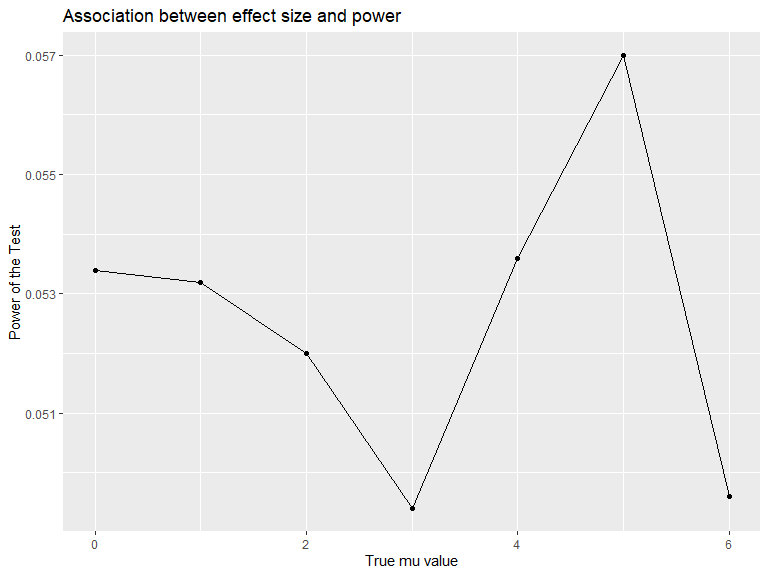 Association between effect size and power
0.057
0.055
0.053
0.051
Power of the Test
0
2
4
6
True mu value